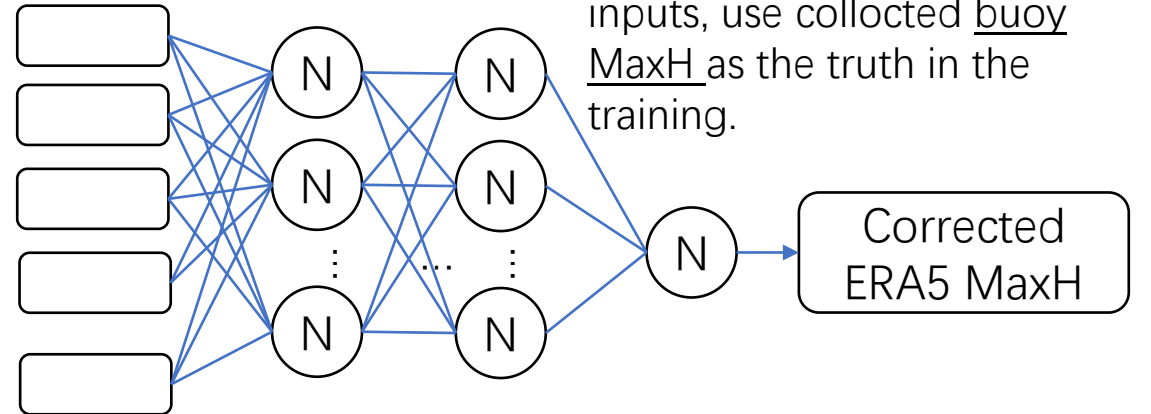 inputs, use collocted buoy
MaxH as the truth in the
training.
N
N
N
N
N
N
N
⋮
...
⋮
Corrected
ERA5 MaxH